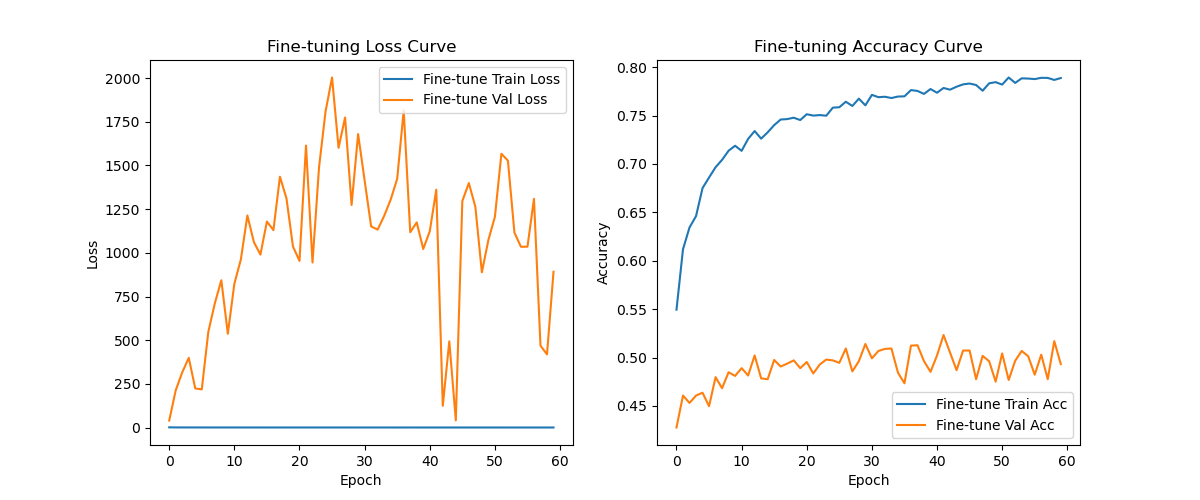 Fine-tuning Loss Curve
Fine-tune Train Loss
Fine-tune Val Loss
Loss
2000
1750
1500
1250
1000
750
500
250
0
0 10 20 30 40 50 60
Epoch
Fine-tuning Accuracy Curve
Accuracy
0.80
0.75
0.70
0.65
0.60
0.55
0.50
0.45
Fine-tune Train Acc
Fine-tune Val Acc
0 10 20 30 40 50 60
Epoch